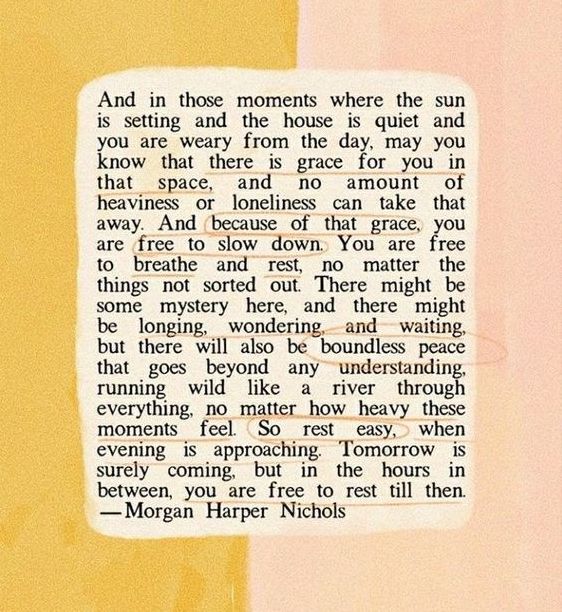 And in those moments where the sun
is setting and the house is quiet and
you are weary from the day, may you
know that there is grace for you in
that space, and no amount of
heaviness or loneliness can take that
away. And because of that grace, you
are free to slow down. You are free
to breathe and rest, no matter the
things not sorted out. There might be
some mystery here, and there might
be longing, wondering, and waiting,
but there will also be boundless peace
that goes beyond any understanding,
running wild like a river through
everything, no matter how heavy these
moments feel. So rest easy, when
evening is approaching. Tomorrow is
surely coming, but in the hours in
between, you are free to rest till then.
—Morgan Harper Nichols